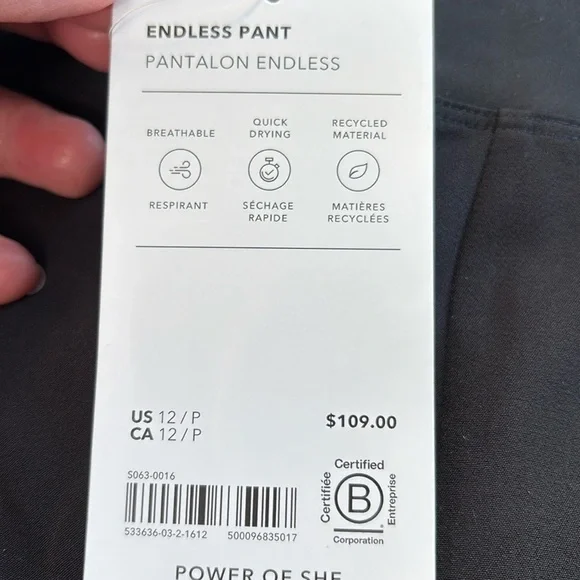 ENDLESS PANT
PANTALON ENDLESS
BREATHABLE
QUICK
DRYING
RECYCLED
MATERIAL
RESPIRANT
SÉCHAGE
RAPIDE
MATIÈRES
RECYCLÉES
US 12/P
CA 12/P
$109.00
S063-0016
533636-03-2-1612 500096835017
Certified
Certifiée
B
Entreprise
®
Corporation
POWER OF SHE